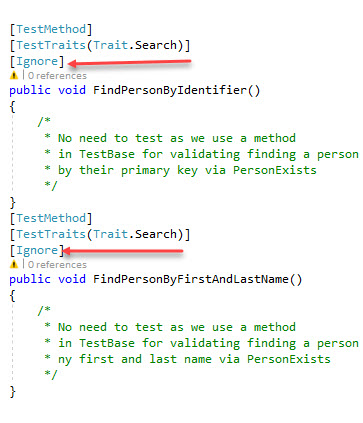 [TestMethod]
[TestTraits(Trait.Search)]
[Ignore]
| 0 references
public void FindPersonByIdentifier()
{
/*
* No need to test as we use a method
* in TestBase for validating finding a person
* by their primary key via PersonExists
*/
}
[TestMethod]
[TestTraits(Trait.Search)]
[Ignore]
| 0 references
public void FindPersonByFirstAndLastName()
{
/*
* No need to test as we use a method
* in TestBase for validating finding a person
* ny first and last name via PersonExists
*/
}